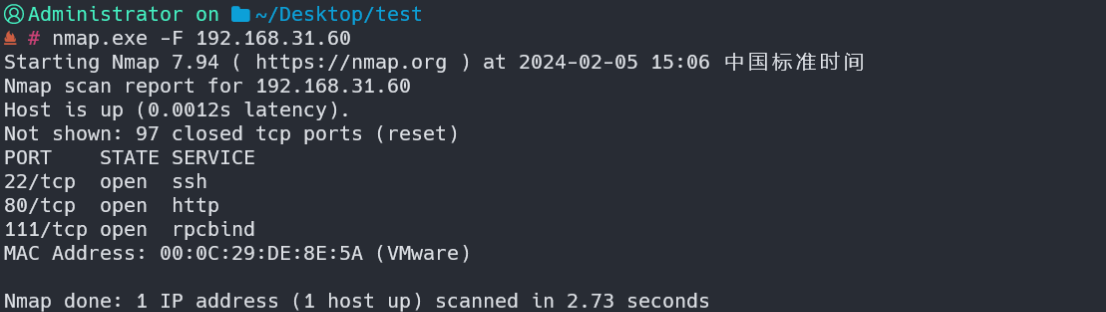 Administrator on ~/Desktop/test
# nmap.exe -F 192.168.31.60
Starting Nmap 7.94 ( https://nmap.org ) at 2024-02-05 15:06 中国标准时间
Nmap scan report for 192.168.31.60
Host is up (0.0012s latency).
Not shown: 97 closed tcp ports (reset)
PORT    STATE SERVICE
22/tcp  open  ssh
80/tcp  open  http
111/tcp open  rpcbind
MAC Address: 00:0C:29:DE:8E:5A (VMware)
Nmap done: 1 IP address (1 host up) scanned in 2.73 seconds